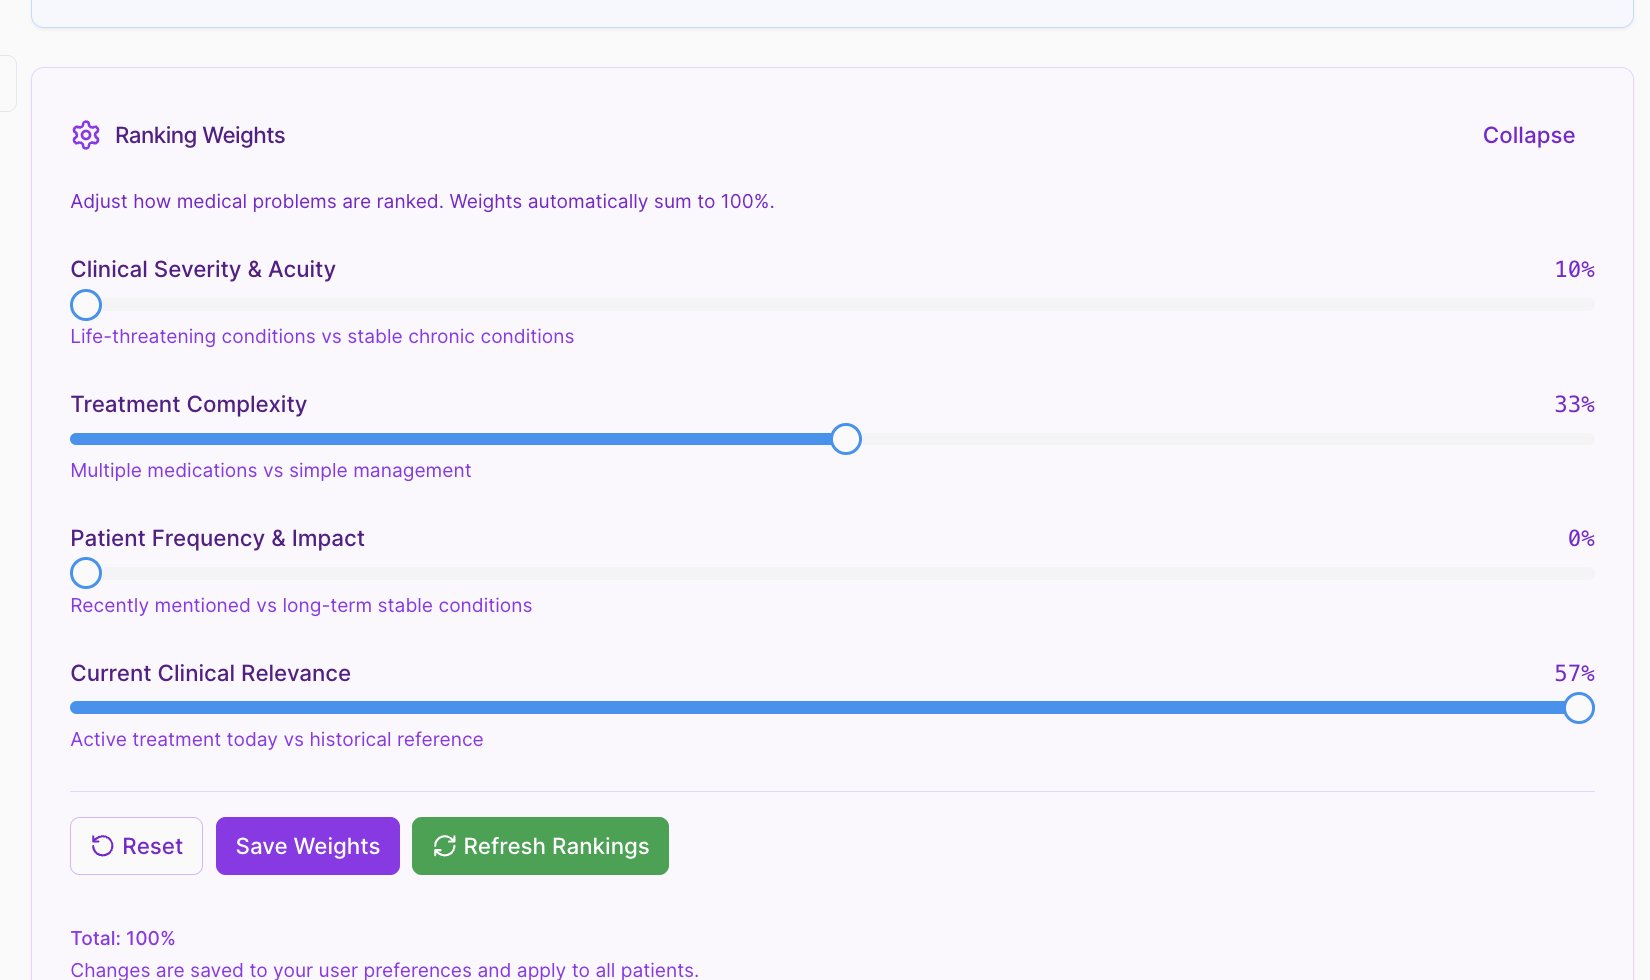 Ranking Weights
Collapse
Adjust how medical problems are ranked. Weights automatically sum to 100%.
Clinical Severity & Acuity
10%
Life-threatening conditions vs stable chronic conditions
Treatment Complexity
33%
Multiple medications vs simple management
Patient Frequency & Impact
0%
Recently mentioned vs long-term stable conditions
Current Clinical Relevance
57%
Active treatment today vs historical reference
Reset
Save Weights
Refresh Rankings
Total: 100%
Changes are saved to your user preferences and apply to all patients.